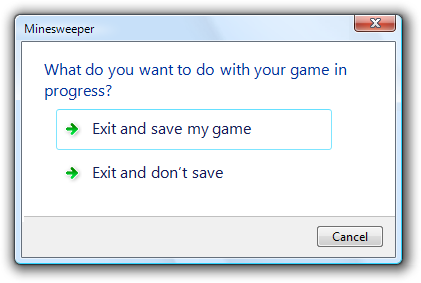 Minesweeper
What do you want to do with your game in
progress?
Exit and save my game
Exit and don't save
Cancel